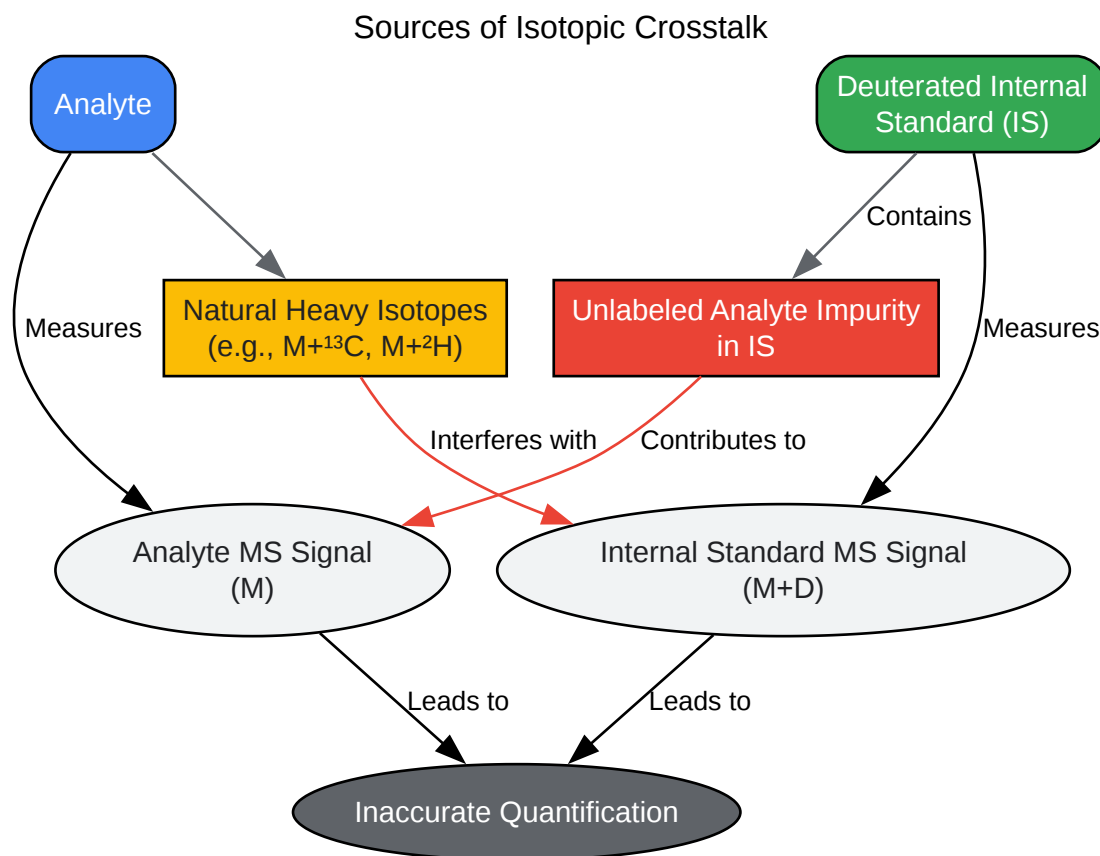 Sources of Isotopic Crosstalk
Analyte
Deuterated Internal
Standard (IS)
Contains
Natural Heavy Isotopes
(e.g., M+¹³C, M+²H)
Unlabeled Analyte Impurity
in IS
Measures
Measures
Interferes with
Contributes to
Analyte MS Signal
(M)
Internal Standard MS Signal
(M+D)
Leads to
Leads to
Inaccurate Quantification